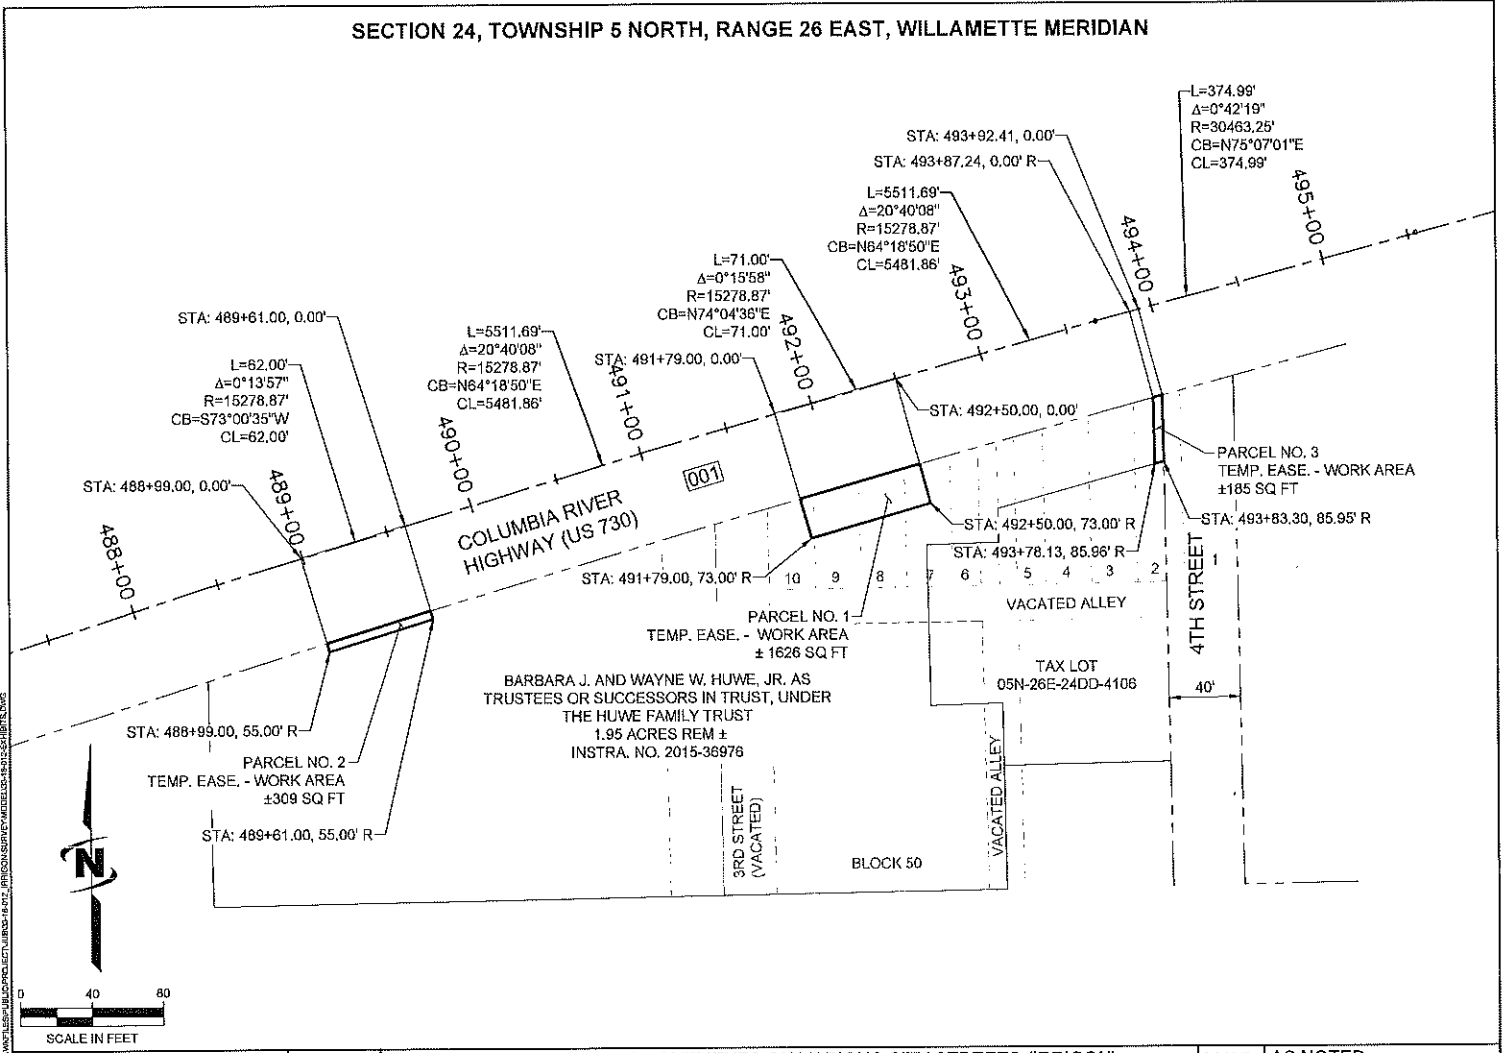 SECTION 24, TOWNSHIP 5 NORTH, RANGE 26 EAST, WILLAMETTE MERIDIAN
L=374.99'
Δ=0°42'19"
R=30463.25'
CB=N75°07'01"E
CL=374.99'
STA: 493+92.41, 0.00'
STA: 493+87.24, 0.00' R
L=5511.69'
Δ=20°40'08"
R=15278.87'
CB=N64°18'50"E
CL=5481.86'
495+00
494+00
493+00
L=71.00'
Δ=0°15'58"
R=15278.87'
CB=N74°04'36"E
CL=71.00'
492+00
STA: 491+79.00, 0.00'
STA: 489+61.00, 0.00'
L=5511.69'
Δ=20°40'08"
R=15278.87'
CB=N64°18'50"E
CL=5481.86'
491+00
L=62.00'
Δ=0°13'57"
R=15278.87'
CB=S73°00'35"W
CL=62.00'
490+00
STA: 488+99.00, 0.00'
489+00
488+00
COLUMBIA RIVER
HIGHWAY (US 730)
001
STA: 492+50.00, 0.00'
PARCEL NO. 3
TEMP. EASE. - WORK AREA
±185 SQ FT
STA: 492+50.00, 73.00' R
STA: 493+83.30, 85.95' R
STA: 493+78.13, 85.96' R
STA: 491+79.00, 73.00' R
10 9 8 7 6 5 4 3 2 1
VACATED ALLEY
4TH STREET
PARCEL NO. 1
TEMP. EASE. - WORK AREA
± 1626 SQ FT
TAX LOT
05N-26E-24DD-4106
40'
BARBARA J. AND WAYNE W. HUWE, JR. AS
TRUSTEES OR SUCCESSORS IN TRUST, UNDER
THE HUWE FAMILY TRUST
1.95 ACRES REM ±
INSTRA. NO. 2015-36976
STA: 488+99.00, 55.00' R
PARCEL NO. 2
TEMP. EASE. - WORK AREA
±309 SQ FT
STA: 489+61.00, 55.00' R
3RD STREET
(VACATED)
VACATED ALLEY
BLOCK 50
N
0 40 80
SCALE IN FEET
AS NOTED